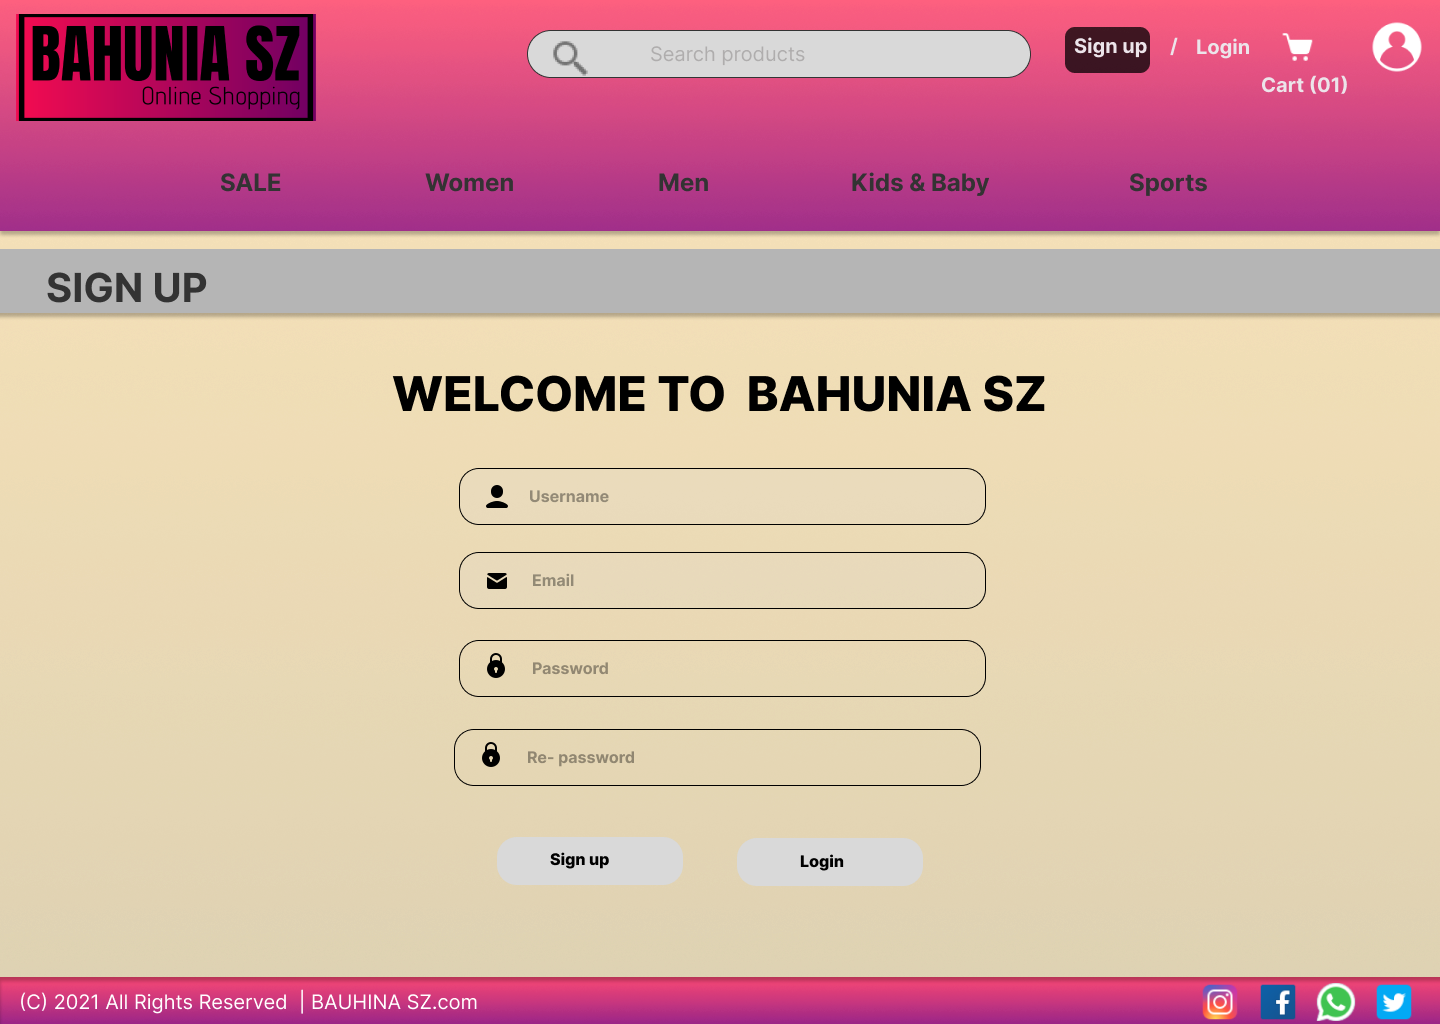 BAHUNIA SZ
Online Shopping
Search products
Sign up / Login
Cart (01)
SALE Women Men Kids & Baby Sports
SIGN UP
WELCOME TO BAHUNIA SZ
Username
Email
Password
Re- password
Sign up Login
(C) 2021 All Rights Reserved | BAUHINA SZ.com